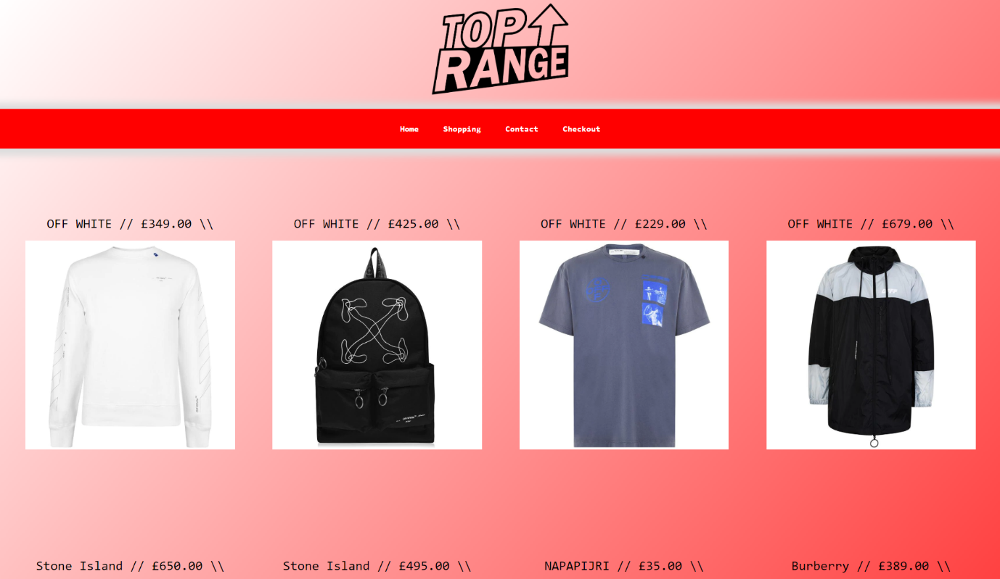 TOP
RANGE
Home Shopping Contact Checkout
OFF WHITE // £349.00 \\ OFF WHITE // £425.00 \\ OFF WHITE // £229.00 \\ OFF WHITE // £679.00 \\
Stone Island // £650.00 \\ Stone Island // £495.00 \\ NAPAPIJRI // £35.00 \\ Burberry // £389.00 \\